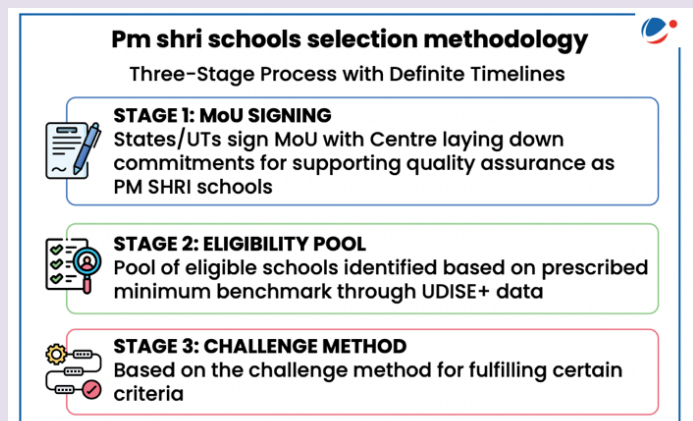 Pm shri schools selection methodology
Three-Stage Process with Definite Timelines
STAGE 1: MoU SIGNING
States/UTs sign MoU with Centre laying down
commitments for supporting quality assurance as
PM SHRI schools
STAGE 2: ELIGIBILITY POOL
Pool of eligible schools identified based on prescribed
minimum benchmark through UDISE+ data
STAGE 3: CHALLENGE METHOD
Based on the challenge method for fulfilling certain
criteria